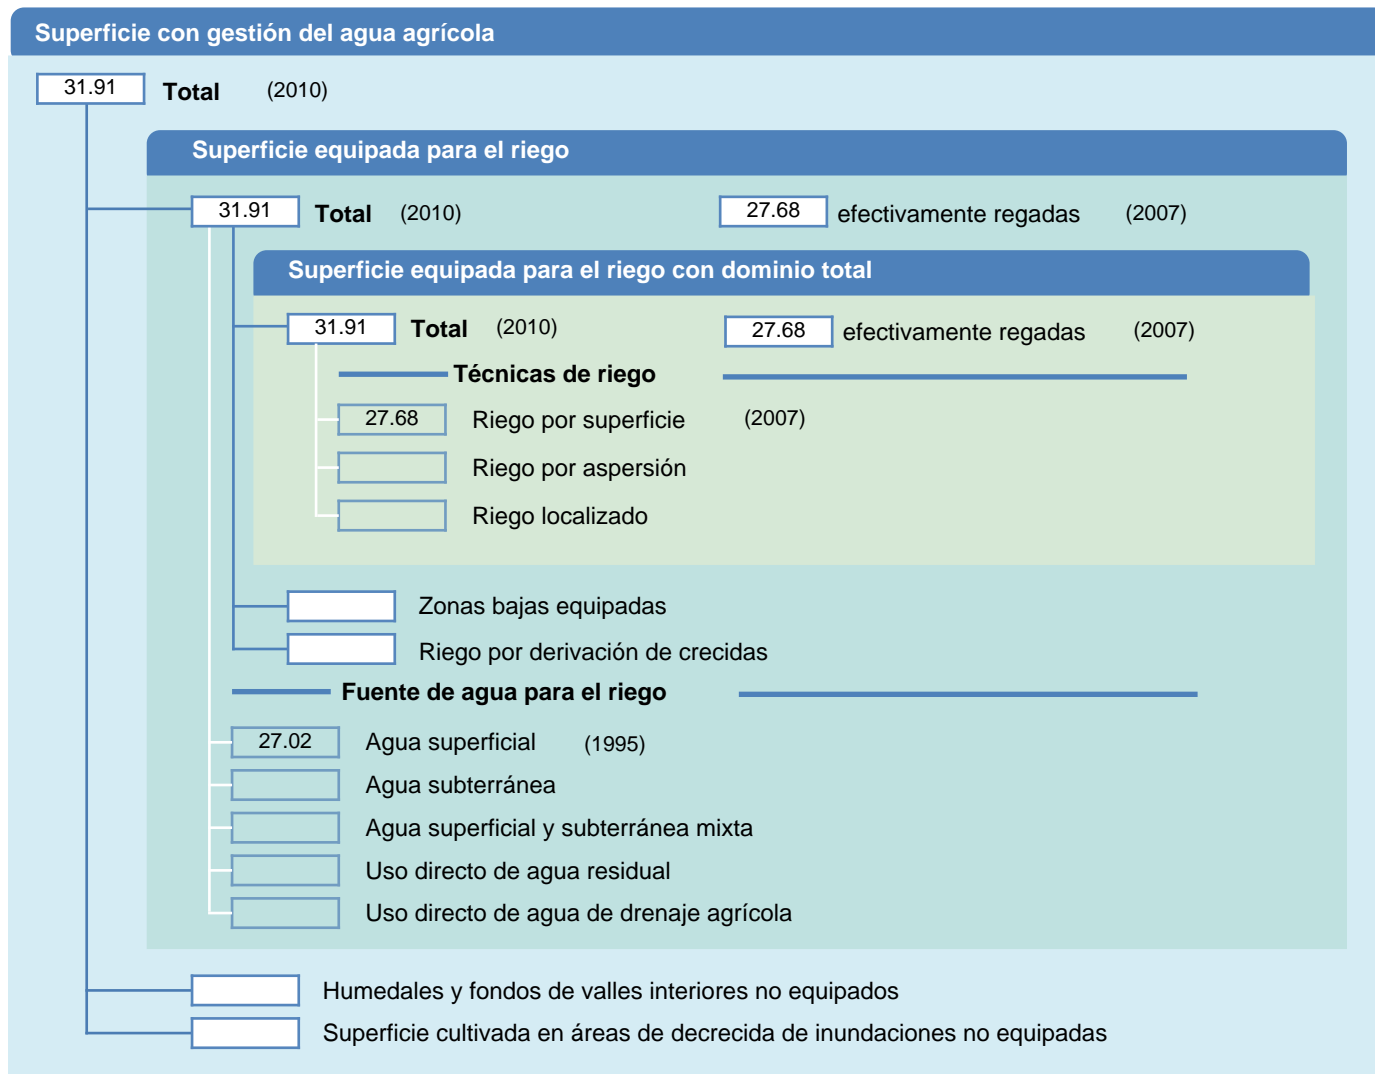 Superficie con gestión del agua agrícola
31.91 Total (2010)
Superficie equipada para el riego
31.91 Total (2010) 27.68 efectivamente regadas (2007)
Superficie equipada para el riego con dominio total
31.91 Total (2010) 27.68 efectivamente regadas (2007)
Técnicas de riego
27.68 Riego por superficie (2007)
Riego por aspersión
Riego localizado
Zonas bajas equipadas
Riego por derivación de crecidas
Fuente de agua para el riego
27.02 Agua superficial (1995)
Agua subterránea
Agua superficial y subterránea mixta
Uso directo de agua residual
Uso directo de agua de drenaje agrícola
Humedales y fondos de valles interiores no equipados
Superficie cultivada en áreas de decrecida de inundaciones no equipadas